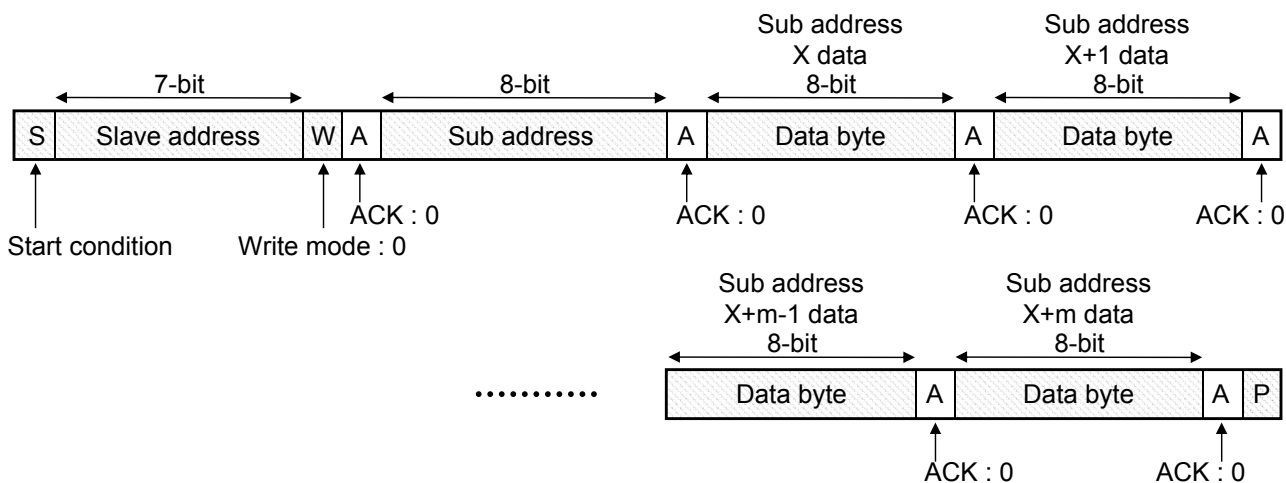 Sub address
X data
8-bit
Sub address
X+1 data
8-bit
7-bit
8-bit
S Slave address W A Sub address A Data byte A Data byte A
ACK : 0 ACK : 0 ACK : 0 ACK : 0
Start condition Write mode : 0
Sub address
X+m-1 data
8-bit
Sub address
X+m data
8-bit
Data byte A Data byte A P
ACK : 0 ACK : 0